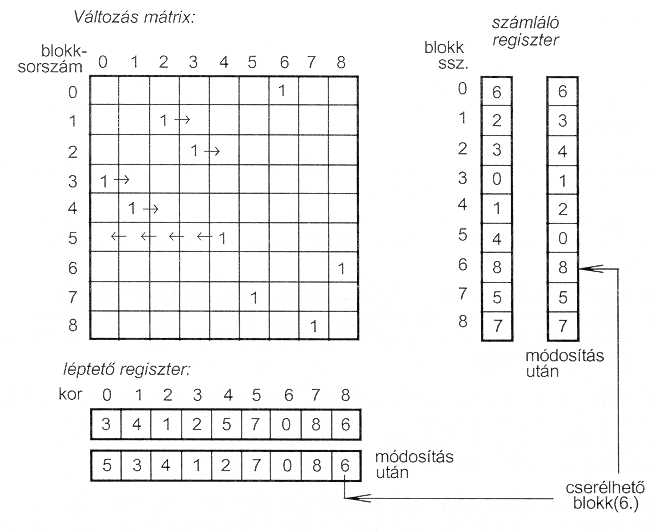 Változás mátrix:
blokk-
sorszám 0 1 2 3 4 5 6 7 8
0 1
1 1 →
2 1 →
3 1 →
4 1 →
5 ← ← ← ← 1
6 1
7 1
8 1
számláló
regiszter
blokk
ssz.
0 6 6
1 2 3
2 3 4
3 0 1
4 1 2
5 4 0
6 8 8
7 5 5
8 7 7
módosítás
után
léptető regiszter:
kor 0 1 2 3 4 5 6 7 8
3 4 1 2 5 7 0 8 6
5 3 4 1 2 7 0 8 6
módosítás
után
cserélhető
blokk(6.)